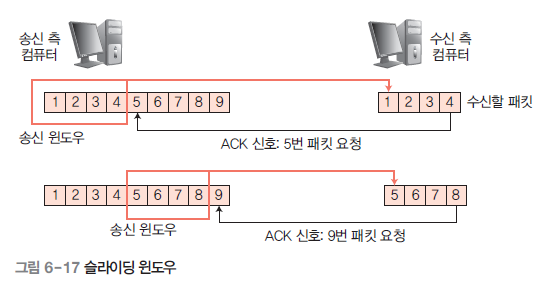 송신 측
컴퓨터
수신 측
컴퓨터
1 2 3 4 5 6 7 8 9
1 2 3 4
수신할 패킷
송신 윈도우
ACK 신호: 5번 패킷 요청
1 2 3 4 5 6 7 8 9
5 6 7 8
송신 윈도우
ACK 신호: 9번 패킷 요청
그림 6-17 슬라이딩 윈도우